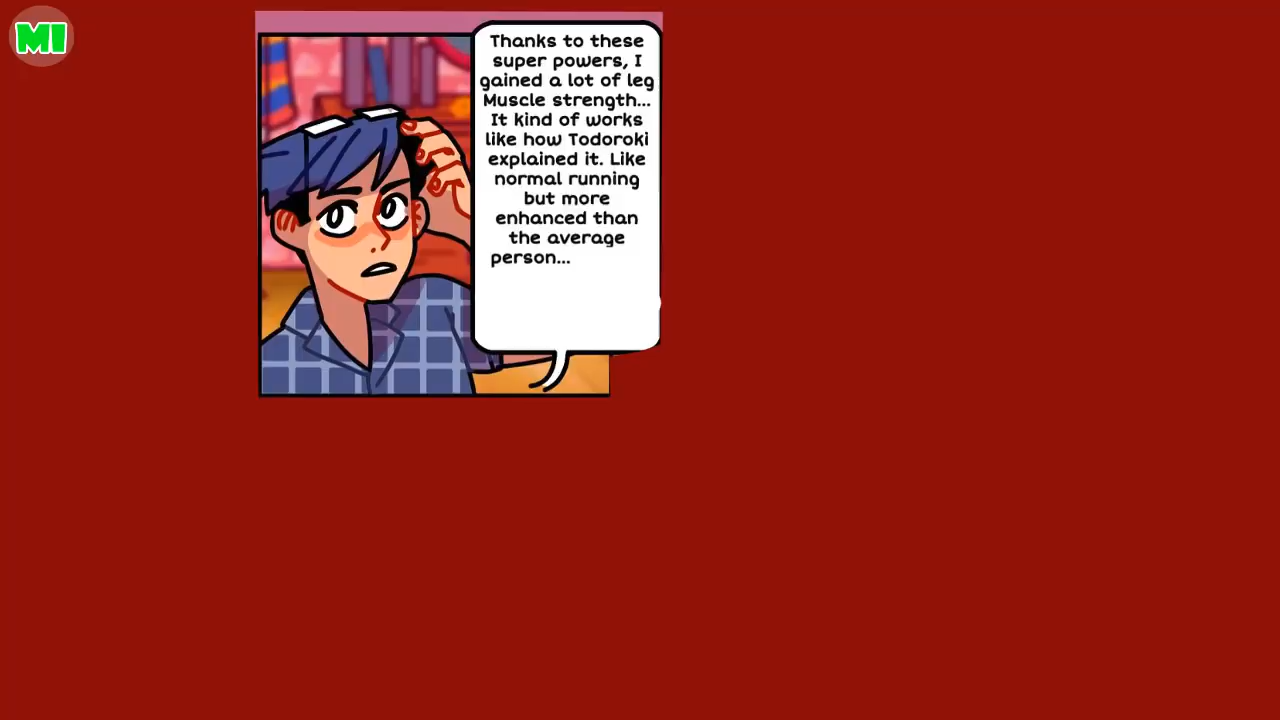 MI
Thanks to these
super powers, I
gained a lot of leg
Muscle strength...
It kind of works
like how Todoroki
explained it. Like
normal running
but more
enhanced than
the average
person...